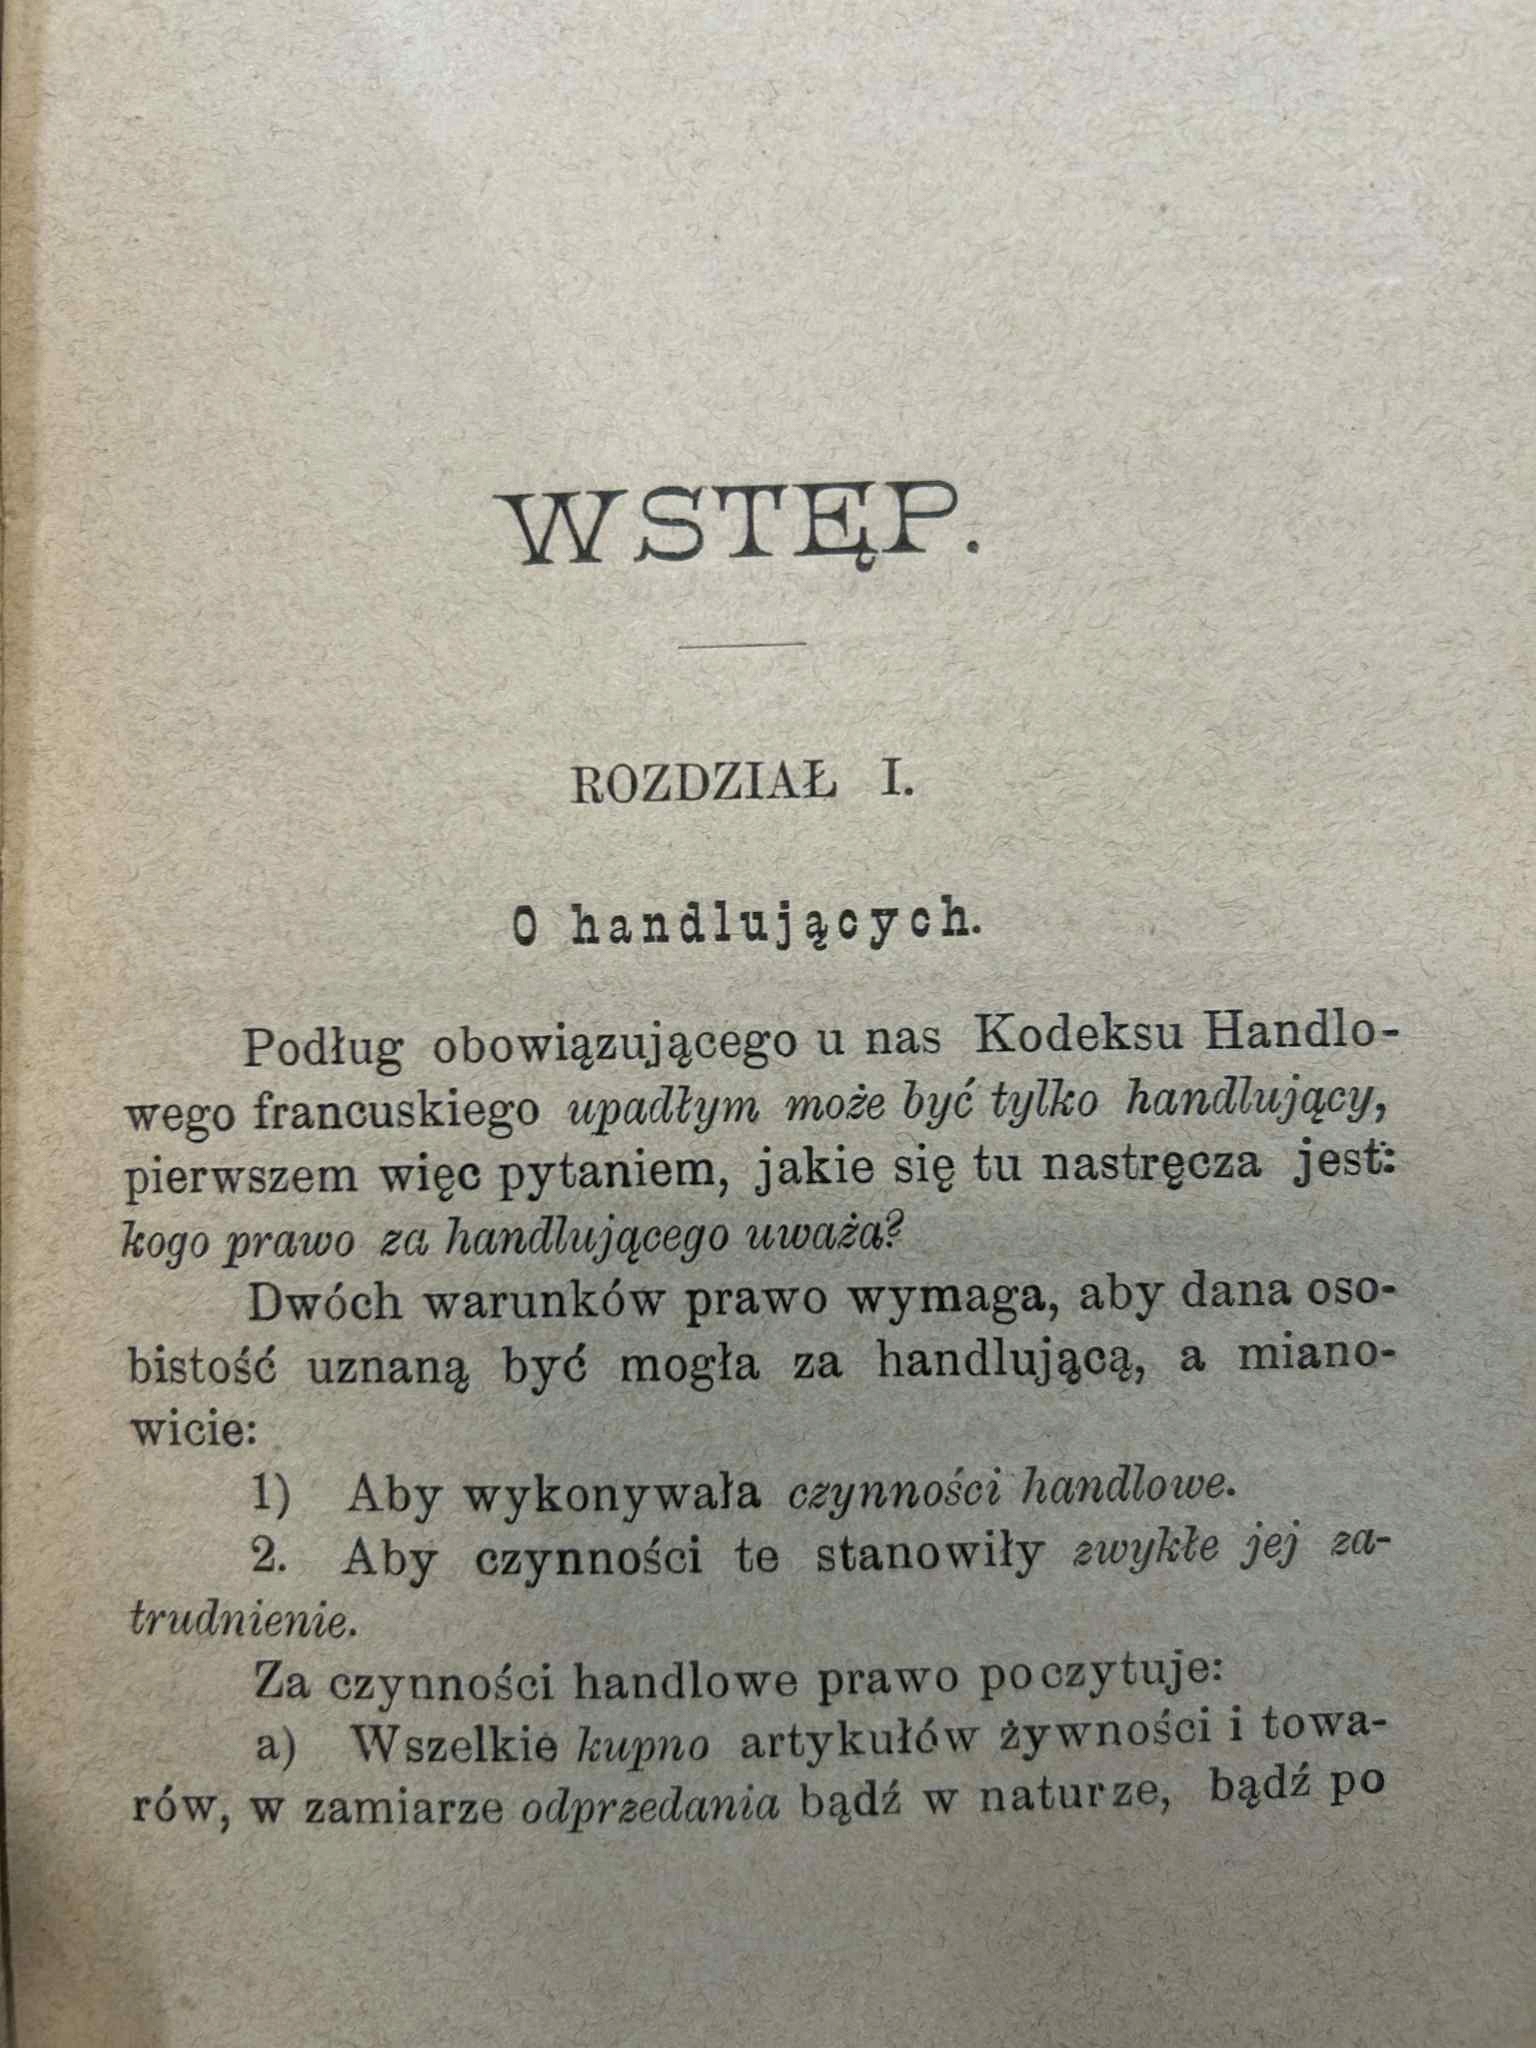 WSTĘP.
ROZDZIAŁ I.
O handlujących.
Podług obowiązującego u nas Kodeksu Handlo-
wego francuskiego upadłym może być tylko handlujący,
pierwszem więc pytaniem, jakie się tu nastręcza jest:
kogo prawo za handlującego uważa?
Dwóch warunków prawo wymaga, aby dana oso-
bistość uznaną być mogła za handlującą, a miano-
wicie:
1) Aby wykonywała czynności handlowe.
2. Aby czynności te stanowiły zwykłe jej za-
trudnienie.
Za czynności handlowe prawo poczytuje:
a) Wszelkie kupno artykułów żywności i towa-
rów, w zamiarze odprzedania bądź w naturze, bądź po